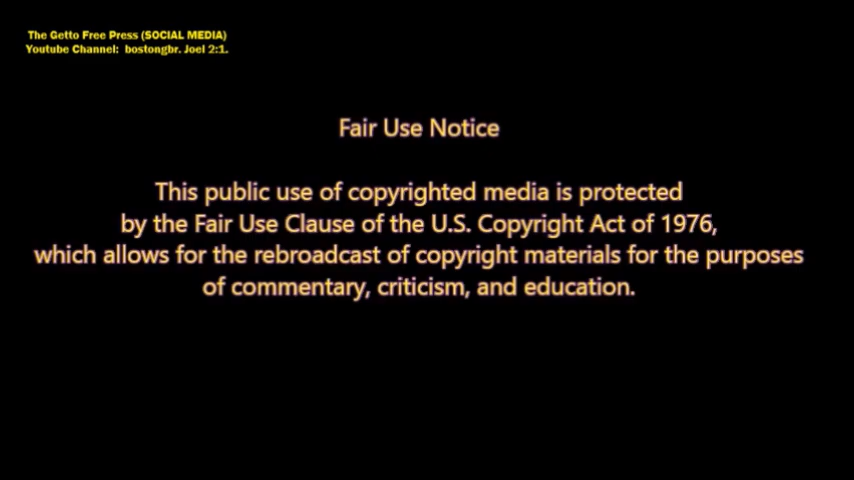 The Getto Free Press (SOCIAL MEDIA)
Youtube Channel: bostongbr. Joel 2:1.
Fair Use Notice
This public use of copyrighted media is protected
by the Fair Use Clause of the U.S. Copyright Act of 1976,
which allows for the rebroadcast of copyright materials for the purposes
of commentary, criticism, and education.